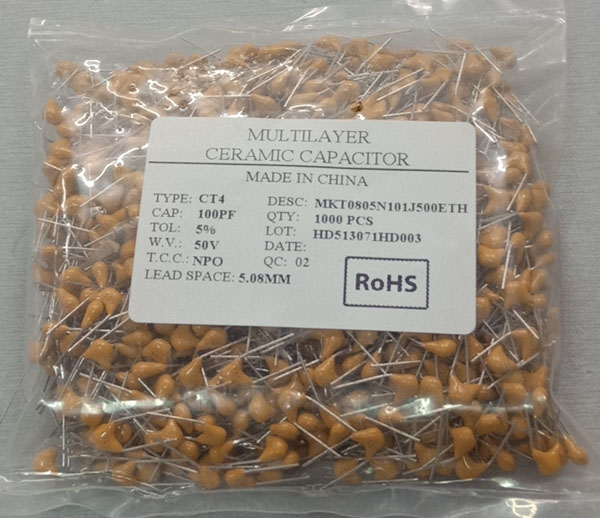 MULTILAYER
CERAMIC CAPACITOR
MADE IN CHINA
TYPE: CT4 DESC: MKT0805N101J500ETH
CAP: 100PF QTY: 1000 PCS
TOL: 5% LOT: HD513071HD003
W.V.: 50V DATE:
T.C.C.: NPO QC: 02
LEAD SPACE: 5.08MM
RoHS